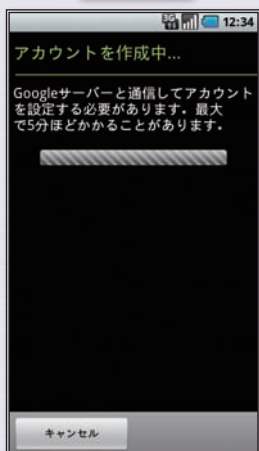 3G 12:34
アカウントを作成中...
Googleサーバーと通信してアカウント
を設定する必要があります。最大
で5分ほどかかることがあります。
キャンセル